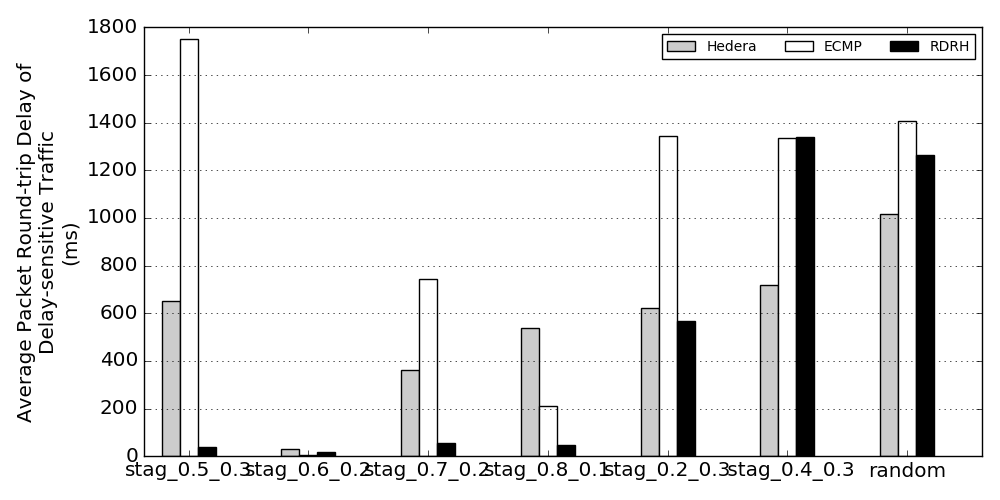 Average Packet Round-trip Delay of
Delay-sensitive Traffic
(ms)
1800
1600
1400
1200
1000
800
600
400
200
0
Hedera ECMP RDRH
stag_0.5_0.3 stag_0.6_0.2 stag_0.7_0.2 stag_0.8_0.1 stag_0.2_0.3 stag_0.4_0.3 random